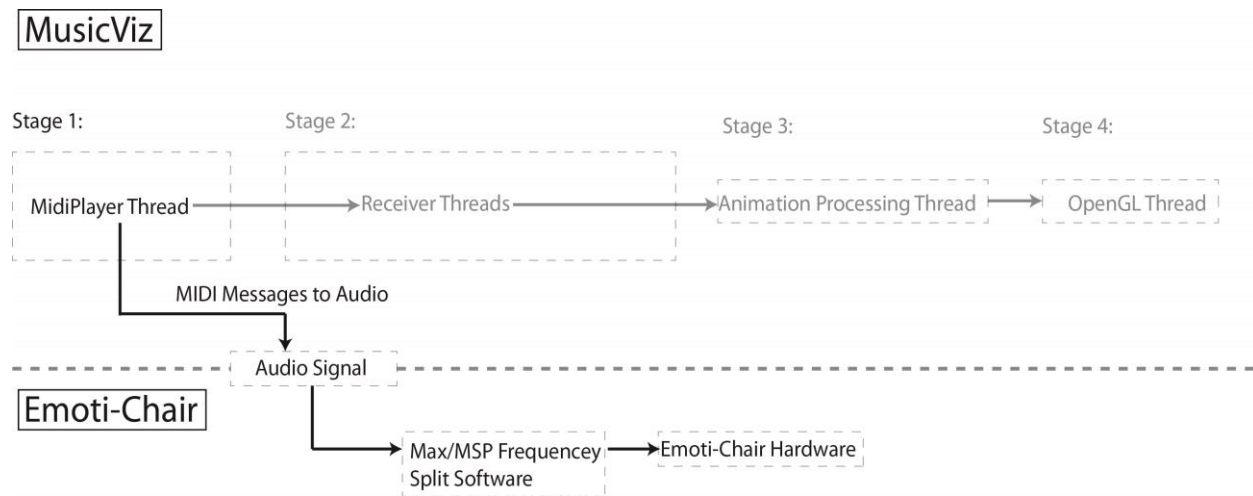 MusicViz
Stage 1:
Stage 2:
Stage 3:
Stage 4:
MidiPlayer Thread
Receiver Threads
Animation Processing Thread
OpenGL Thread
MIDI Messages to Audio
Audio Signal
Emoti-Chair
Max/MSP Frequencey
Split Software
Emoti-Chair Hardware